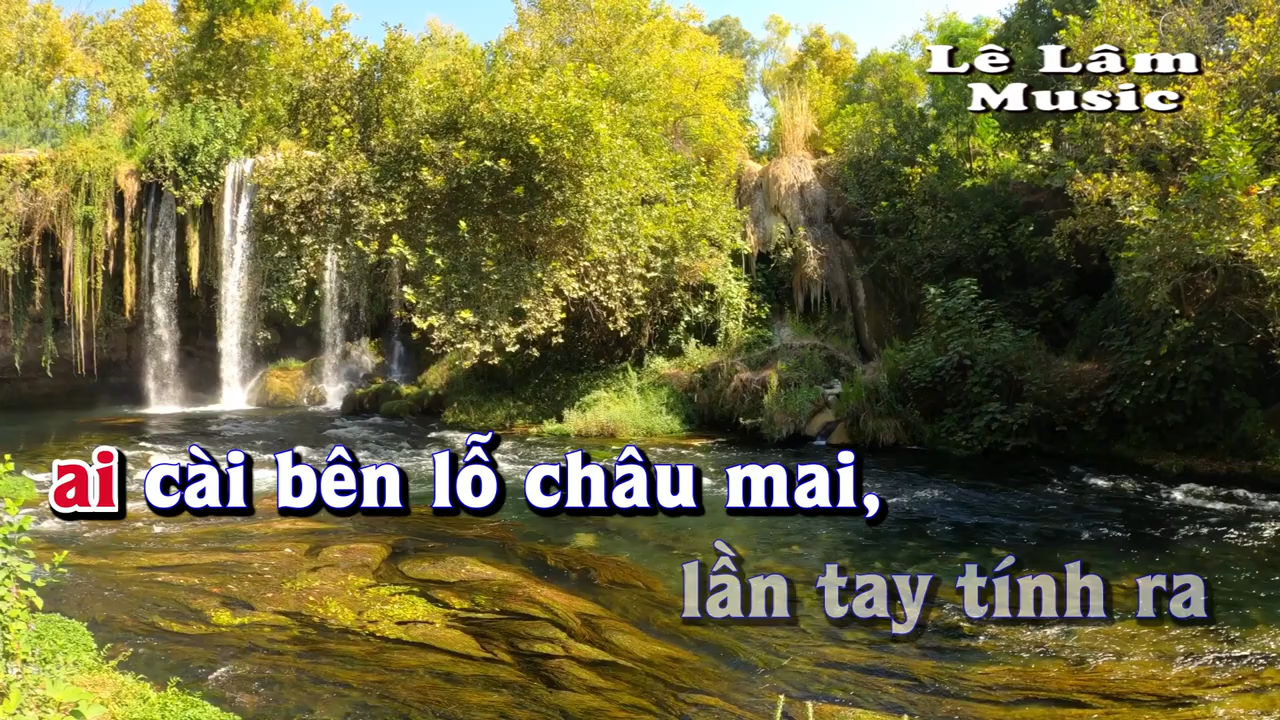 Lê Lâm
Music
ai cài bên lỗ châu mai,
lần tay tính ra